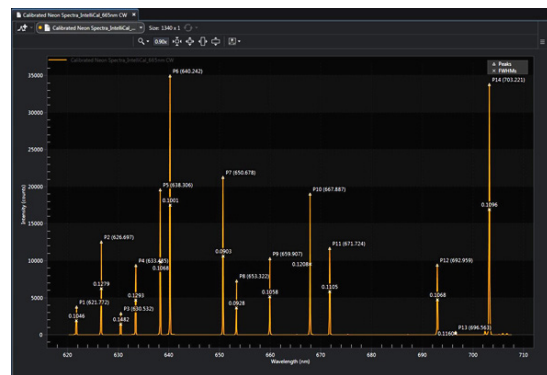 Calibrated Neon Spectra_IntelliCal_665nm CW
Calibrated Neon Spectra_IntelliCal_... Size: 1340 x 1
0.90x
Calibrated Neon Spectra_IntelliCal_665nm CW
Peaks
FWHMs
P6 (640.242)
P14 (703.221)
35000
30000
25000
20000
15000
10000
5000
0
Intensity (counts)
P7 (650.678)
P5 (638.306)
P10 (667.887)
0.1001
0.1096
P2 (626.697)
P11 (671.724)
0.0903
P4 (633.485)
0.1068
P9 (659.907)
0.1208
P12 (692.959)
P8 (653.322)
0.1279
0.1105
0.1293
0.1058
0.1068
P1 (621.772)
0.0928
P3 (630.532)
0.1046
0.1482
P13 (696.563)
0.1160
620 630 640 650 660 670 680 690 700 710
Wavelength (nm)